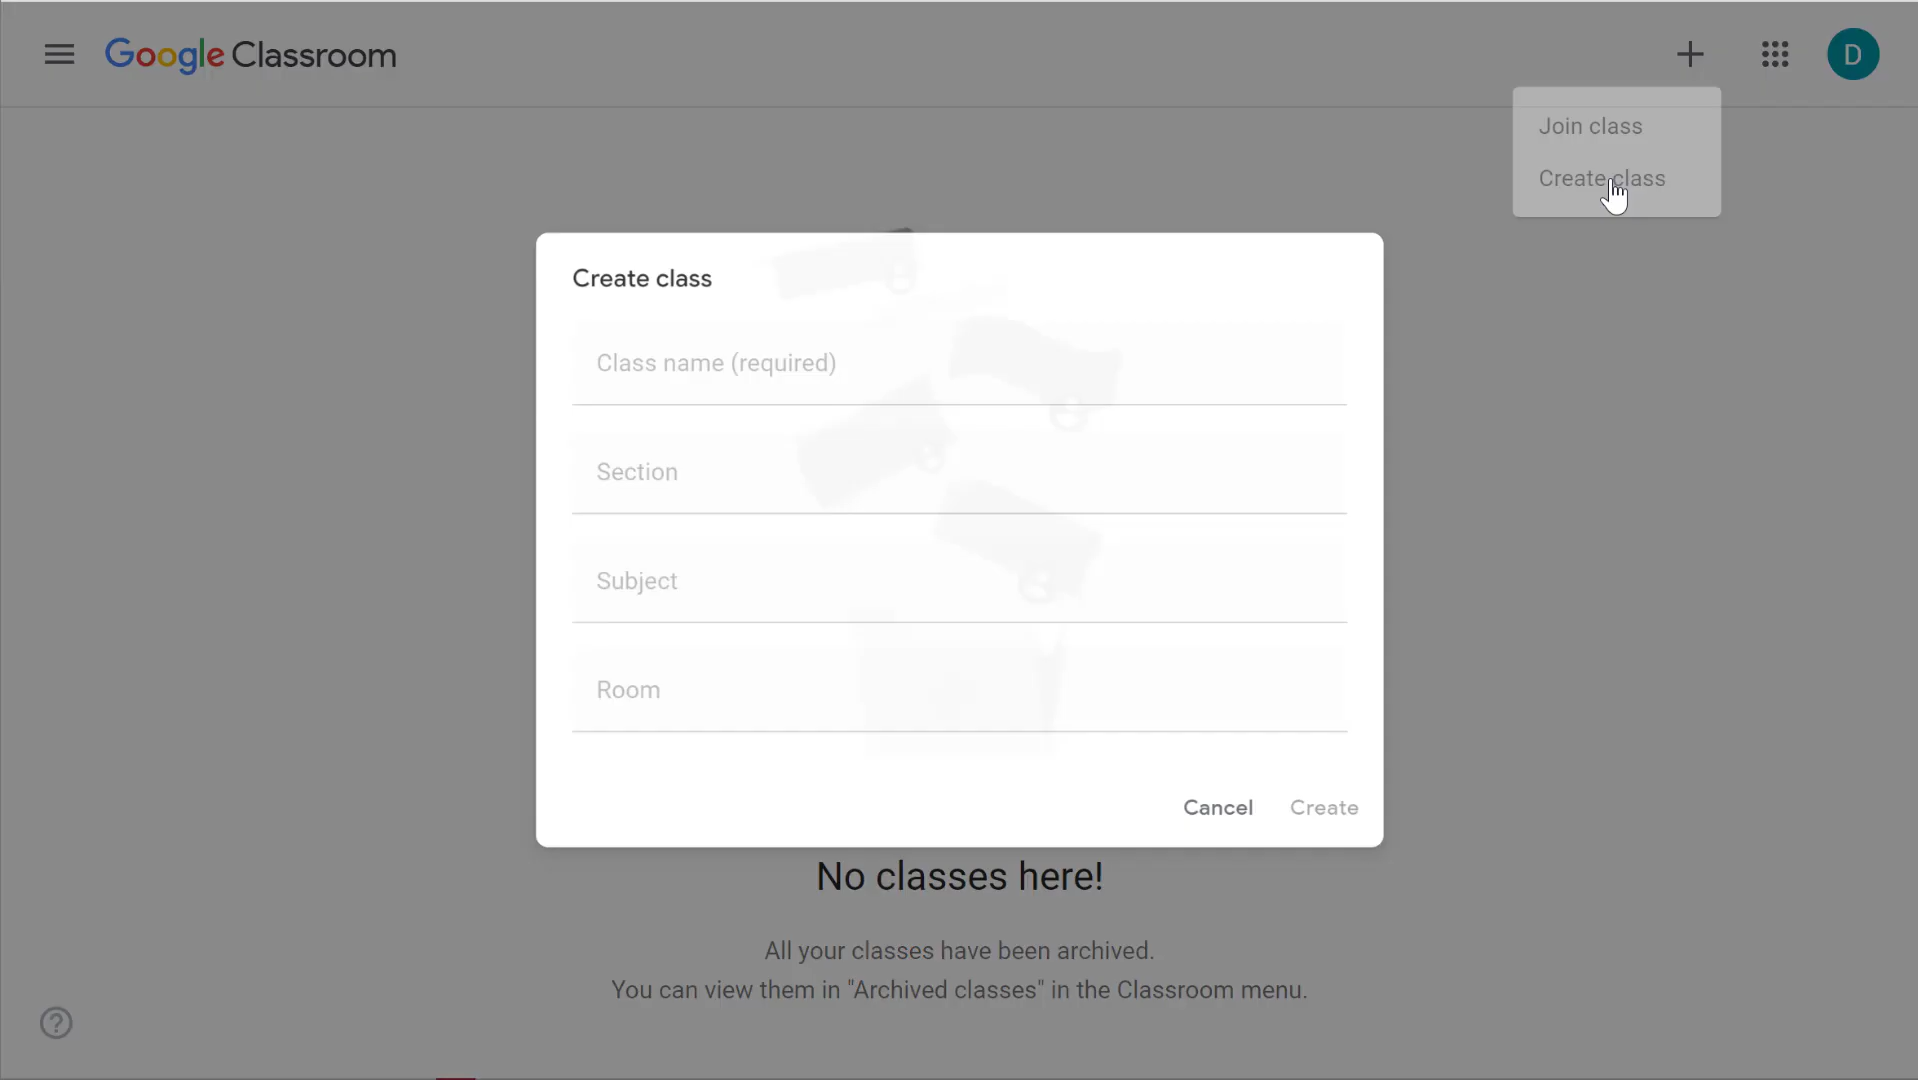 Google Classroom
D
Join class
Create class
Create class
Class name (required)
Section
Subject
Room
Cancel
Create
No classes here!
All your classes have been archived.
You can view them in "Archived classes" in the Classroom menu.
?